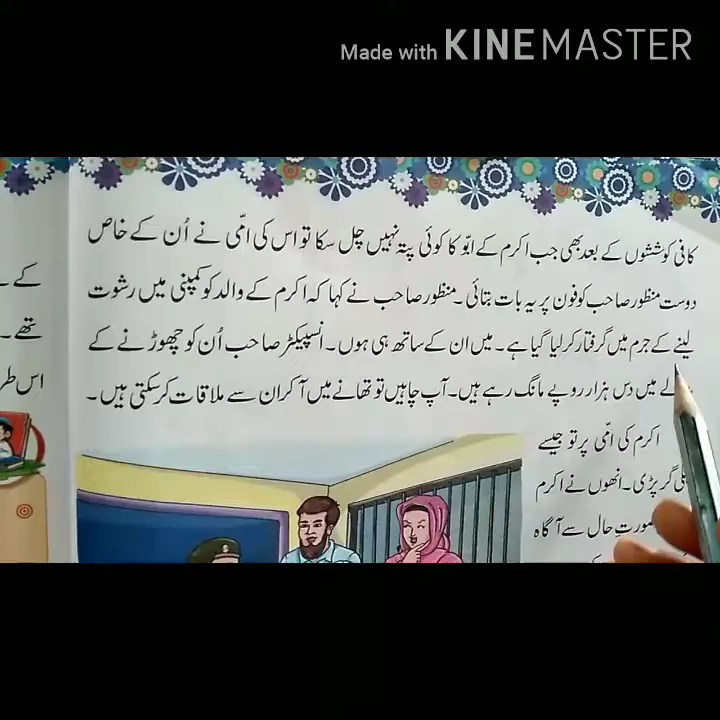 Made with KINEMASTER
کافی کوششوں کے بعد بھی جب اکرم کے ابّو کا کوئی پتہ نہیں چل سکا تو اس کی امّی نے اُن کے خاص
دوست منظور صاحب کو فون پر یہ بات بتائی۔ منظور صاحب نے کہا کہ اکرم کے والد کو کمپنی میں رشوت
لینے کے جرم میں گرفتار کر لیا گیا ہے۔ میں ان کے ساتھ ہی ہوں۔ انسپیکٹر صاحب اُن کو چھوڑنے کے
میں دس ہزار روپے مانگ رہے ہیں۔ آپ چاہیں تو تھانے میں آکر ان سے ملاقات کر سکتی ہیں۔
اکرم کی امّی پر تو جیسے
گر پڑی۔ انھوں نے اکرم
حال سے آگاہ
کے
تھے۔